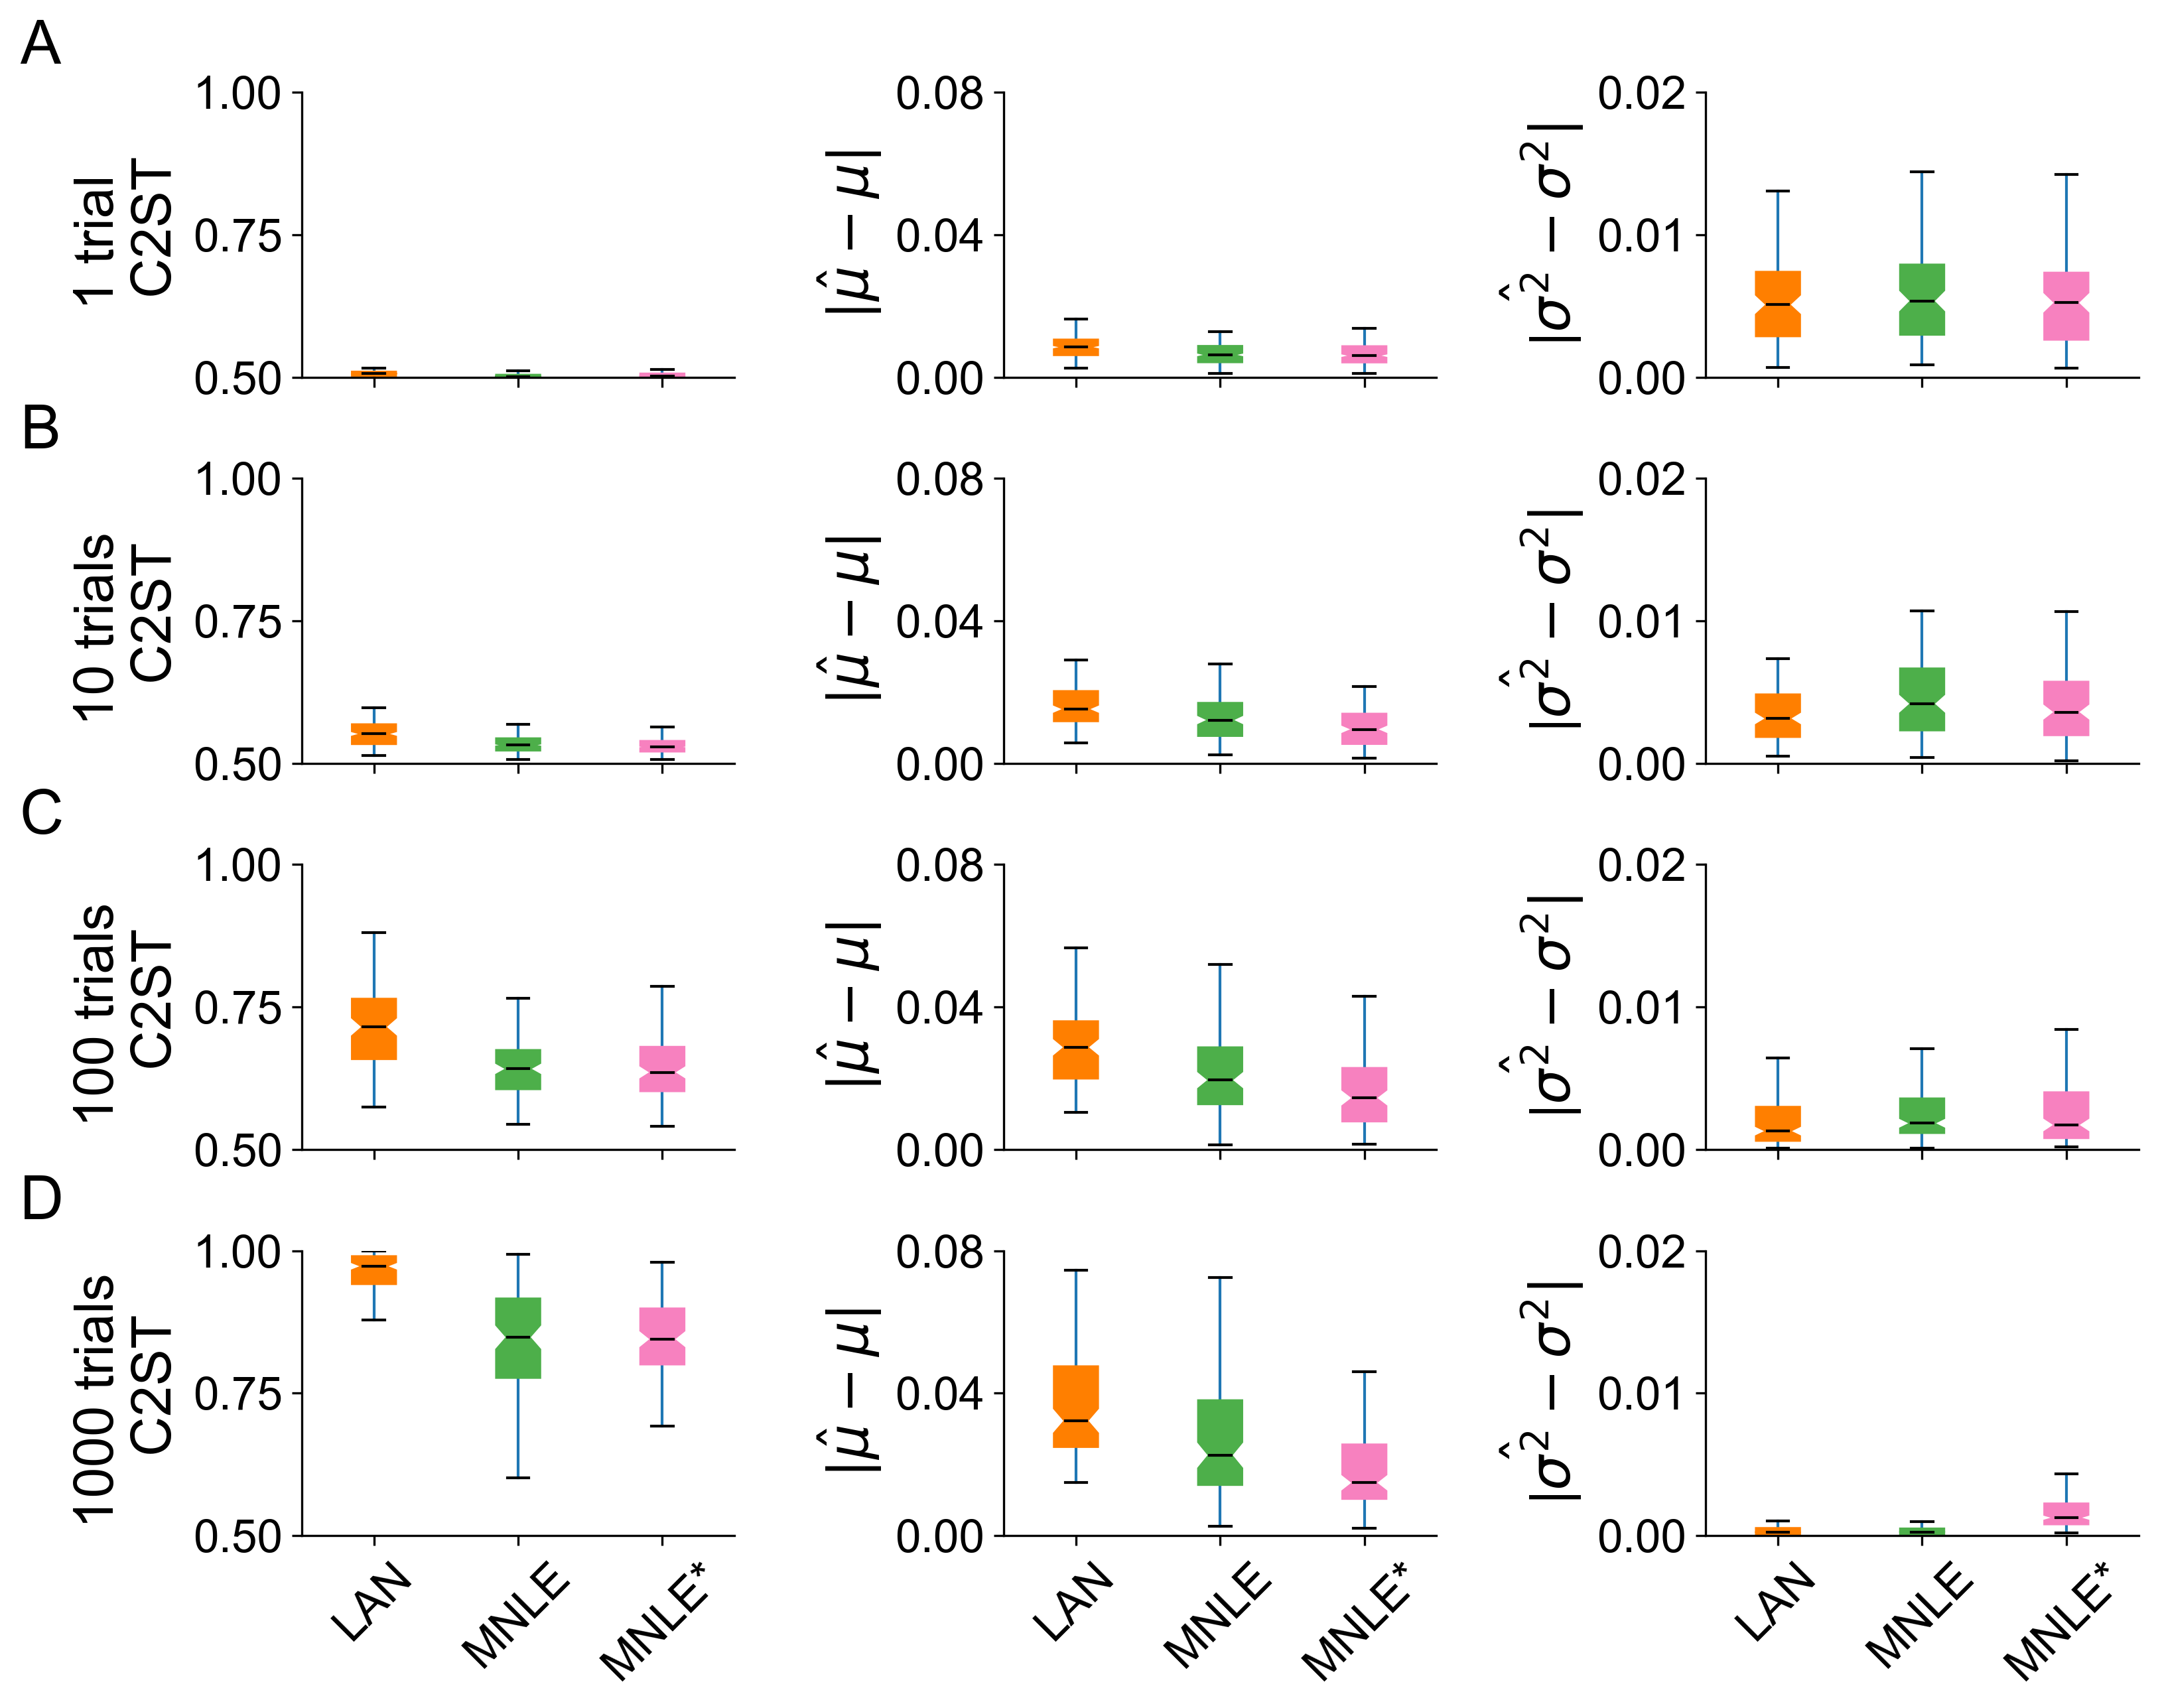 A
1 trial
C2ST
1.00
0.75
0.50
|μ̂ − μ|
0.08
0.04
0.00
|σ̂² − σ²|
0.02
0.01
0.00
B
10 trials
C2ST
1.00
0.75
0.50
|μ̂ − μ|
0.08
0.04
0.00
|σ̂² − σ²|
0.02
0.01
0.00
C
100 trials
C2ST
1.00
0.75
0.50
|μ̂ − μ|
0.08
0.04
0.00
|σ̂² − σ²|
0.02
0.01
0.00
D
1000 trials
C2ST
1.00
0.75
0.50
|μ̂ − μ|
0.08
0.04
0.00
|σ̂² − σ²|
0.02
0.01
0.00
LAN
MNLE
MNLE*
LAN
MNLE
MNLE*
LAN
MNLE
MNLE*